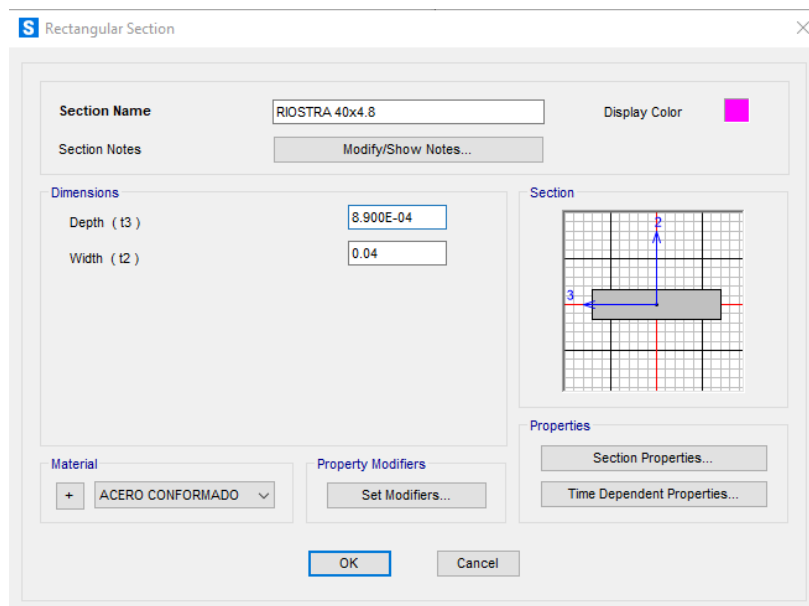 S Rectangular Section
Section Name RIOSTRA 40x4.8 Display Color
Section Notes Modify/Show Notes...
Dimensions
Depth ( t3 ) 8.900E-04
Width ( t2 ) 0.04
Section
2
3
Properties
Section Properties...
Time Dependent Properties...
Material
+ ACERO CONFORMADO
Property Modifiers
Set Modifiers...
OK Cancel